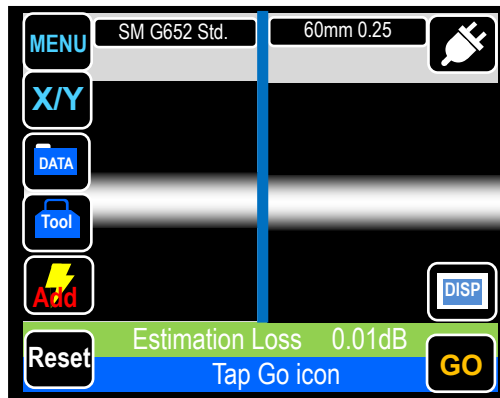 MENU
SM G652 Std.
60mm 0.25
X/Y
DATA
Tool
Add
DISP
Estimation Loss 0.01dB
Reset
Tap Go icon
GO